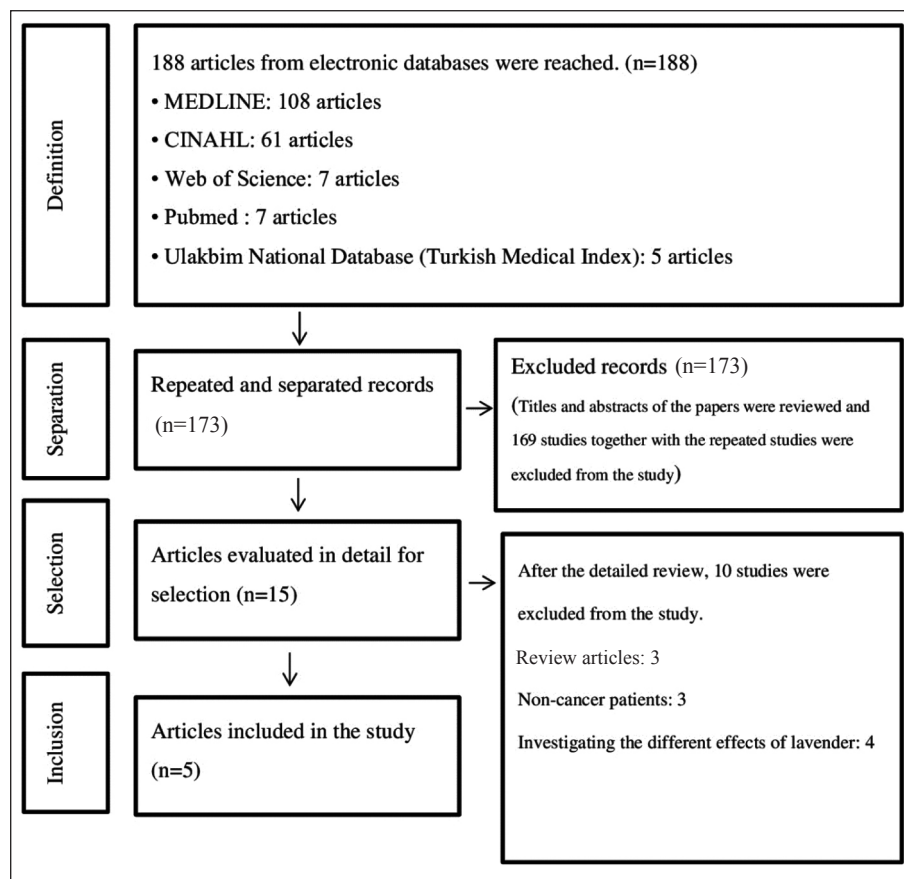 Definition
188 articles from electronic databases were reached. (n=188)
• MEDLINE: 108 articles
• CINAHL: 61 articles
• Web of Science: 7 articles
• Pubmed : 7 articles
• Ulakbim National Database (Turkish Medical Index): 5 articles
Separation
Repeated and separated records
(n=173)
Excluded records (n=173)
(Titles and abstracts of the papers were reviewed and
169 studies together with the repeated studies were
excluded from the study)
Selection
Articles evaluated in detail for
selection (n=15)
After the detailed review, 10 studies were
excluded from the study.
Review articles: 3
Non-cancer patients: 3
Investigating the different effects of lavender: 4
Inclusion
Articles included in the study
(n=5)